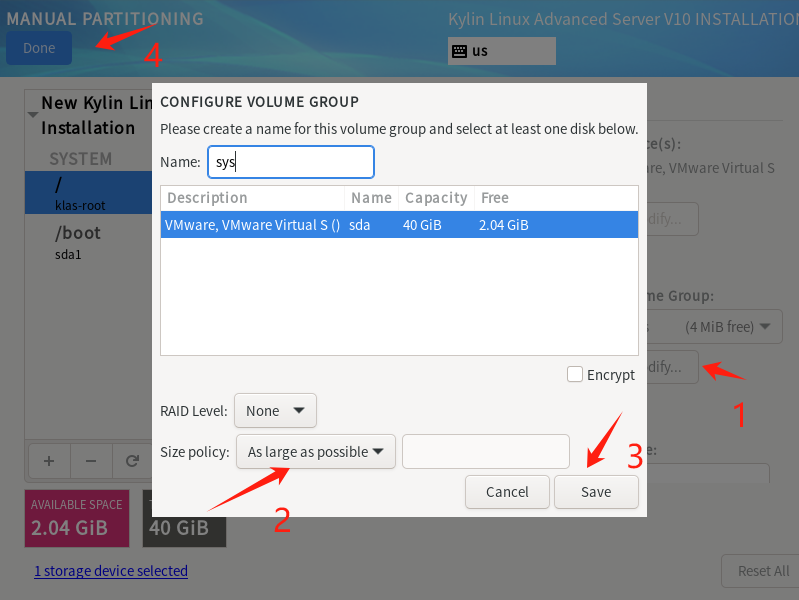 MANUAL PARTITIONING
Kylin Linux Advanced Server V10 INSTALLATION
Done
4
us
New Kylin Lin
Installation
SYSTEM
/
klas-root
/boot
sda1
CONFIGURE VOLUME GROUP
Please create a name for this volume group and select at least one disk below.
Name: sys
Description Name Capacity Free
VMware, VMware Virtual S () sda 40 GiB 2.04 GiB
Encrypt
RAID Level: None
Size policy: As large as possible
Cancel Save
ce(s):
re, VMware Virtual S
dify...
me Group:
s (4 MiB free)
dify...
1
2
3
e:
+ −
AVAILABLE SPACE
2.04 GiB
T
40 GiB
1 storage device selected
Reset All